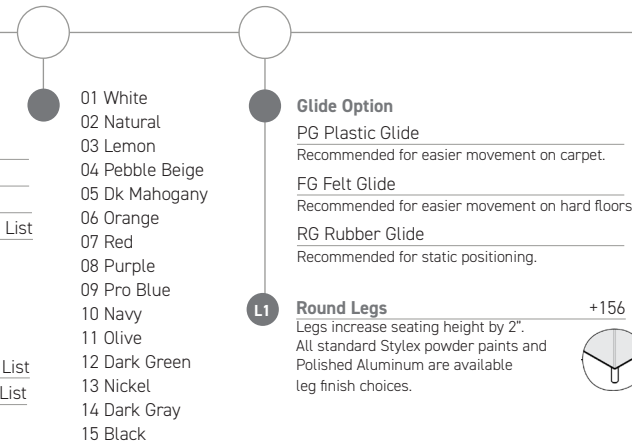 List
List
List
01 White
02 Natural
03 Lemon
04 Pebble Beige
05 Dk Mahogany
06 Orange
07 Red
08 Purple
09 Pro Blue
10 Navy
11 Olive
12 Dark Green
13 Nickel
14 Dark Gray
15 Black
Glide Option
PG Plastic Glide
Recommended for easier movement on carpet.
FG Felt Glide
Recommended for easier movement on hard floors
RG Rubber Glide
Recommended for static positioning.
L1 Round Legs +156
Legs increase seating height by 2”.
All standard Stylex powder paints and
Polished Aluminum are available
leg finish choices.